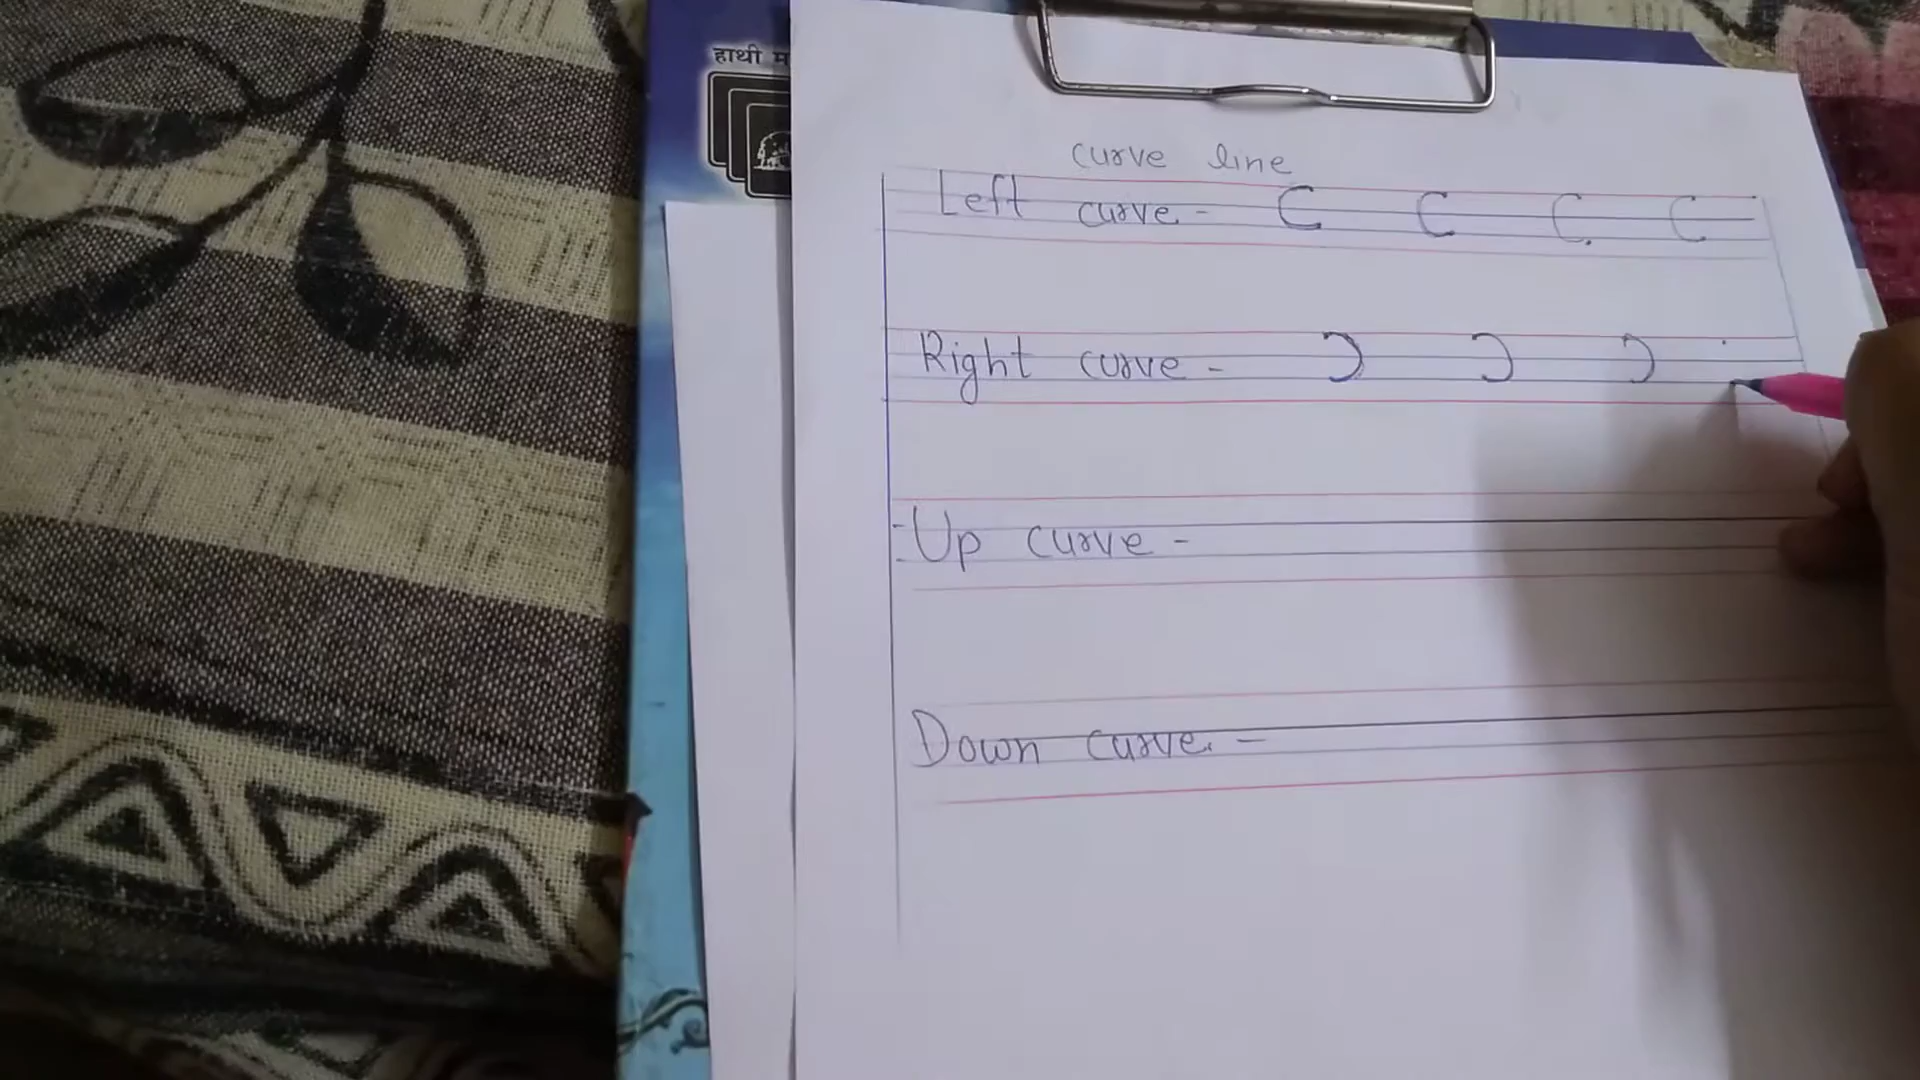 हाथी
curve line
Left curve - C C C C
Right curve -
Up curve -
Down curve. -